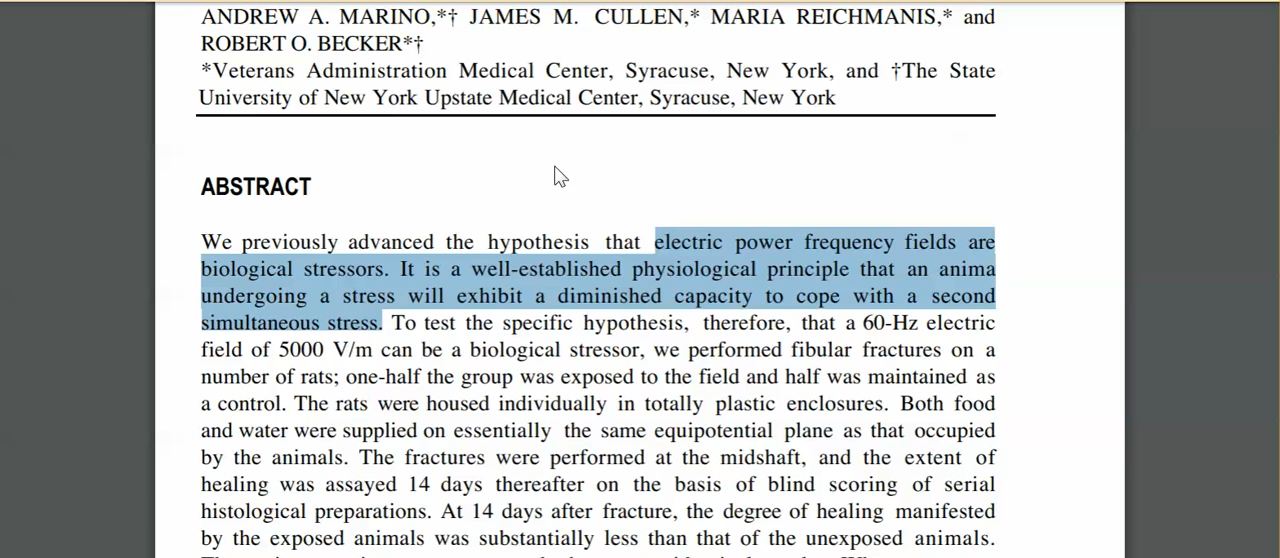 ANDREW A. MARINO,*† JAMES M. CULLEN,* MARIA REICHMANIS,* and
ROBERT O. BECKER*†
*Veterans Administration Medical Center, Syracuse, New York, and †The State
University of New York Upstate Medical Center, Syracuse, New York
ABSTRACT
We previously advanced the hypothesis that electric power frequency fields are
biological stressors. It is a well-established physiological principle that an anima
undergoing a stress will exhibit a diminished capacity to cope with a second
simultaneous stress. To test the specific hypothesis, therefore, that a 60-Hz electric
field of 5000 V/m can be a biological stressor, we performed fibular fractures on a
number of rats; one-half the group was exposed to the field and half was maintained as
a control. The rats were housed individually in totally plastic enclosures. Both food
and water were supplied on essentially the same equipotential plane as that occupied
by the animals. The fractures were performed at the midshaft, and the extent of
healing was assayed 14 days thereafter on the basis of blind scoring of serial
histological preparations. At 14 days after fracture, the degree of healing manifested
by the exposed animals was substantially less than that of the unexposed animals.